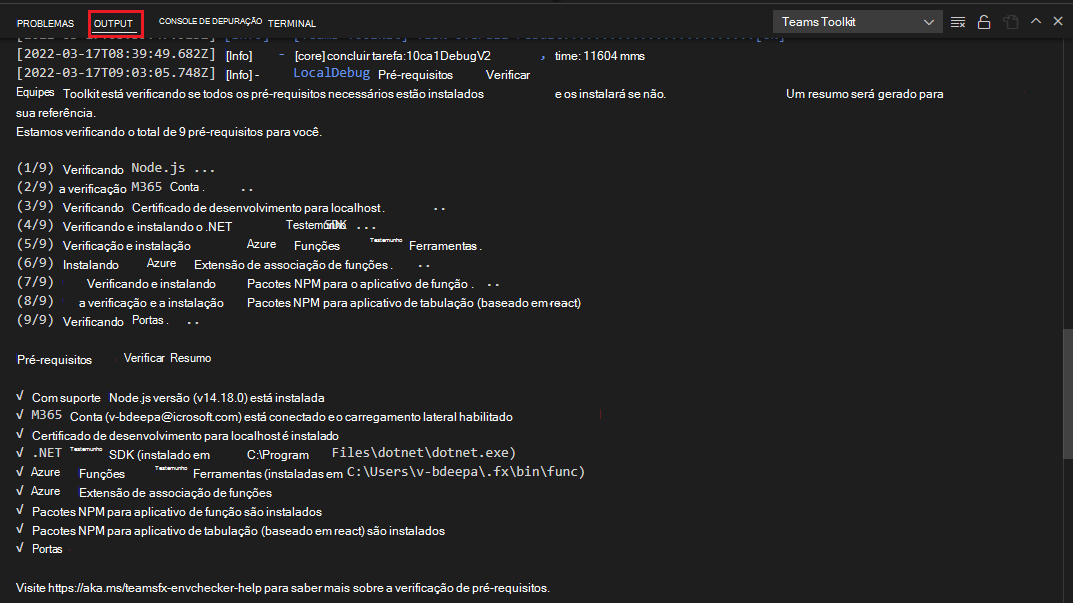 PROBLEMAS OUTPUT CONSOLE DE DEPURAÇÃO TERMINAL Teams Toolkit
[2022-03-17T08:39:49.682Z] [Info] - [core] concluir tarefa:10ca1DebugV2 , time: 11604 mms
[2022-03-17T09:03:05.748Z] [Info] - LocalDebug Pré-requisitos Verificar
Equipes Toolkit está verificando se todos os pré-requisitos necessários estão instalados e os instalará se não. Um resumo será gerado para
sua referência.
Estamos verificando o total de 9 pré-requisitos para você.
(1/9) Verificando Node.js ...
(2/9) a verificação M365 Conta . ..
(3/9) Verificando Certificado de desenvolvimento para localhost . ..
(4/9) Verificando e instalando o .NET Testemunho SDK ...
(5/9) Verificação e instalação Azure Funções Testemunho Ferramentas .
(6/9) Instalando Azure Extensão de associação de funções . ..
(7/9) Verificando e instalando Pacotes NPM para o aplicativo de função . ..
(8/9) a verificação e a instalação Pacotes NPM para aplicativo de tabulação (baseado em react)
(9/9) Verificando Portas . ..
Pré-requisitos Verificar Resumo
√ Com suporte Node.js versão (v14.18.0) está instalada
√ M365 Conta (v-bdeepa@icrosoft.com) está conectado e o carregamento lateral habilitado
√ Certificado de desenvolvimento para localhost é instalado
√ .NET Testemunho SDK (instalado em C:\Program Files\dotnet\dotnet.exe)
√ Azure Funções Testemunho Ferramentas (instaladas em C:\Users\v-bdeepa\.fx\bin\func)
√ Azure Extensão de associação de funções
√ Pacotes NPM para aplicativo de função são instalados
√ Pacotes NPM para aplicativo de tabulação (baseado em react) são instalados
√ Portas
Visite https://aka.ms/teamsfx-envchecker-help para saber mais sobre a verificação de pré-requisitos.